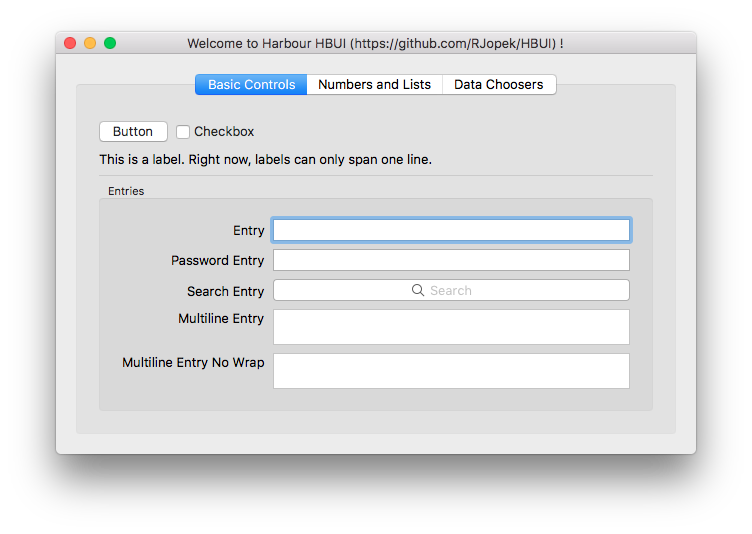 Welcome to Harbour HBUI (https://github.com/RJopek/HBUI) !
Basic Controls Numbers and Lists Data Choosers
Button Checkbox
This is a label. Right now, labels can only span one line.
Entries
Entry
Password Entry
Search Entry Search
Multiline Entry
Multiline Entry No Wrap